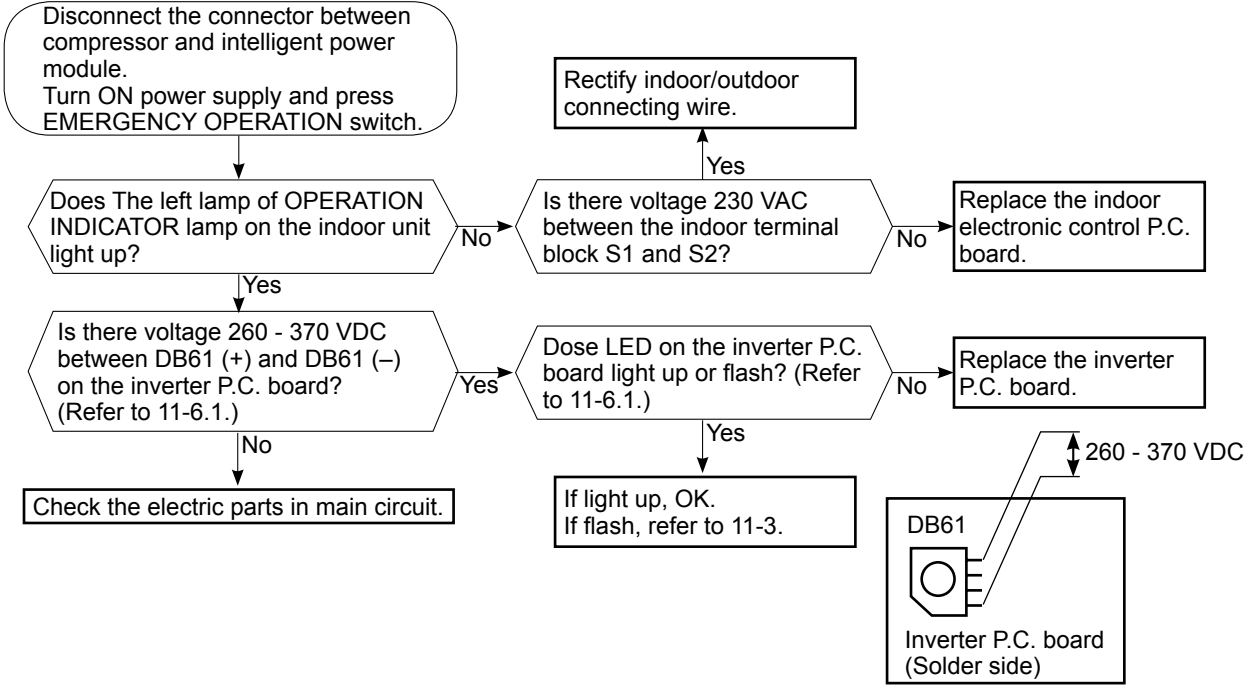 Disconnect the connector between
compressor and intelligent power
module.
Turn ON power supply and press
EMERGENCY OPERATION switch.
Rectify indoor/outdoor
connecting wire.
Yes
Does The left lamp of OPERATION
INDICATOR lamp on the indoor unit
light up?
No
Is there voltage 230 VAC
between the indoor terminal
block S1 and S2?
No
Replace the indoor
electronic control P.C.
board.
Yes
Is there voltage 260 - 370 VDC
between DB61 (+) and DB61 (–)
on the inverter P.C. board?
(Refer to 11-6.1.)
Yes
Dose LED on the inverter P.C.
board light up or flash? (Refer
to 11-6.1.)
No
Replace the inverter
P.C. board.
No
Yes
Check the electric parts in main circuit.
If light up, OK.
If flash, refer to 11-3.
260 - 370 VDC
DB61
Inverter P.C. board
(Solder side)